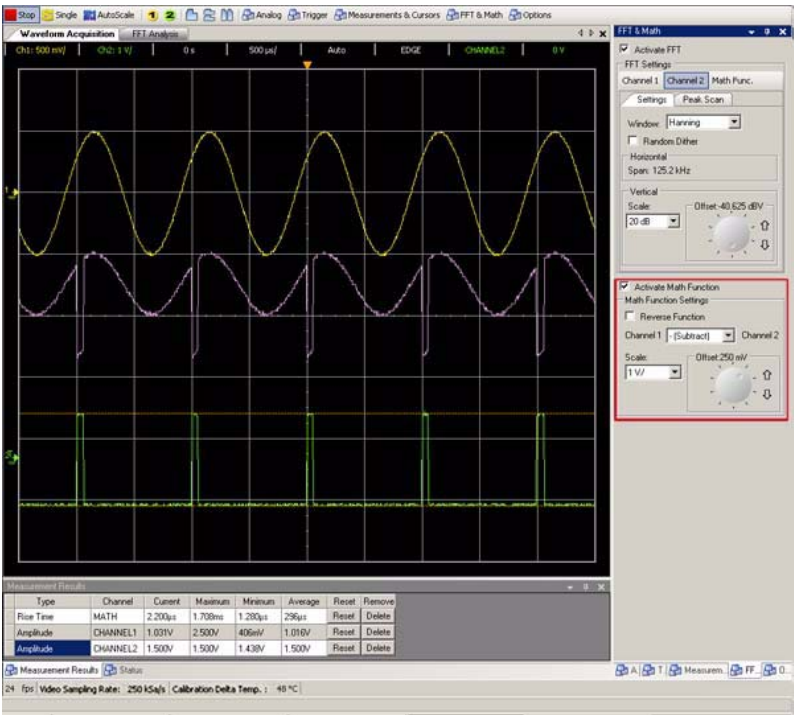 Stop Single AutoScale 1 2 Analog Trigger Measurements & Cursors FFT & Math Options
Waveform Acquisition FFT Analysis
Ch1: 500 mV/ Ch2: 1 V/ 0 s 500 µs/ Auto EDGE CHANNEL2 0 V
FFT & Math
Activate FFT
FFT Settings
Channel 1 Channel 2 Math Func.
Settings Peak Scan
Window: Hanning
Random Dither
Horizontal
Span: 125.2 kHz
Vertical
Scale: Offset:-40.625 dBV
20 dB
Activate Math Function
Math Function Settings
Reverse Function
Channel 1 - (Subtract) Channel 2
Scale: Offset:250 mV
1 V/
Measurement Results
Type Channel Current Maximum Minimum Average Reset Remove
Rise Time MATH 2.200µs 1.708ms 1.280µs 296µs Reset Delete
Amplitude CHANNEL1 1.031V 2.500V 406mV 1.016V Reset Delete
Amplitude CHANNEL2 1.500V 1.500V 1.438V 1.500V Reset Delete
Measurement Results Status
A T Measurem.. FF.. O
24 fps Video Sampling Rate: 250 kSa/s Calibration Delta Temp. : 48 °C